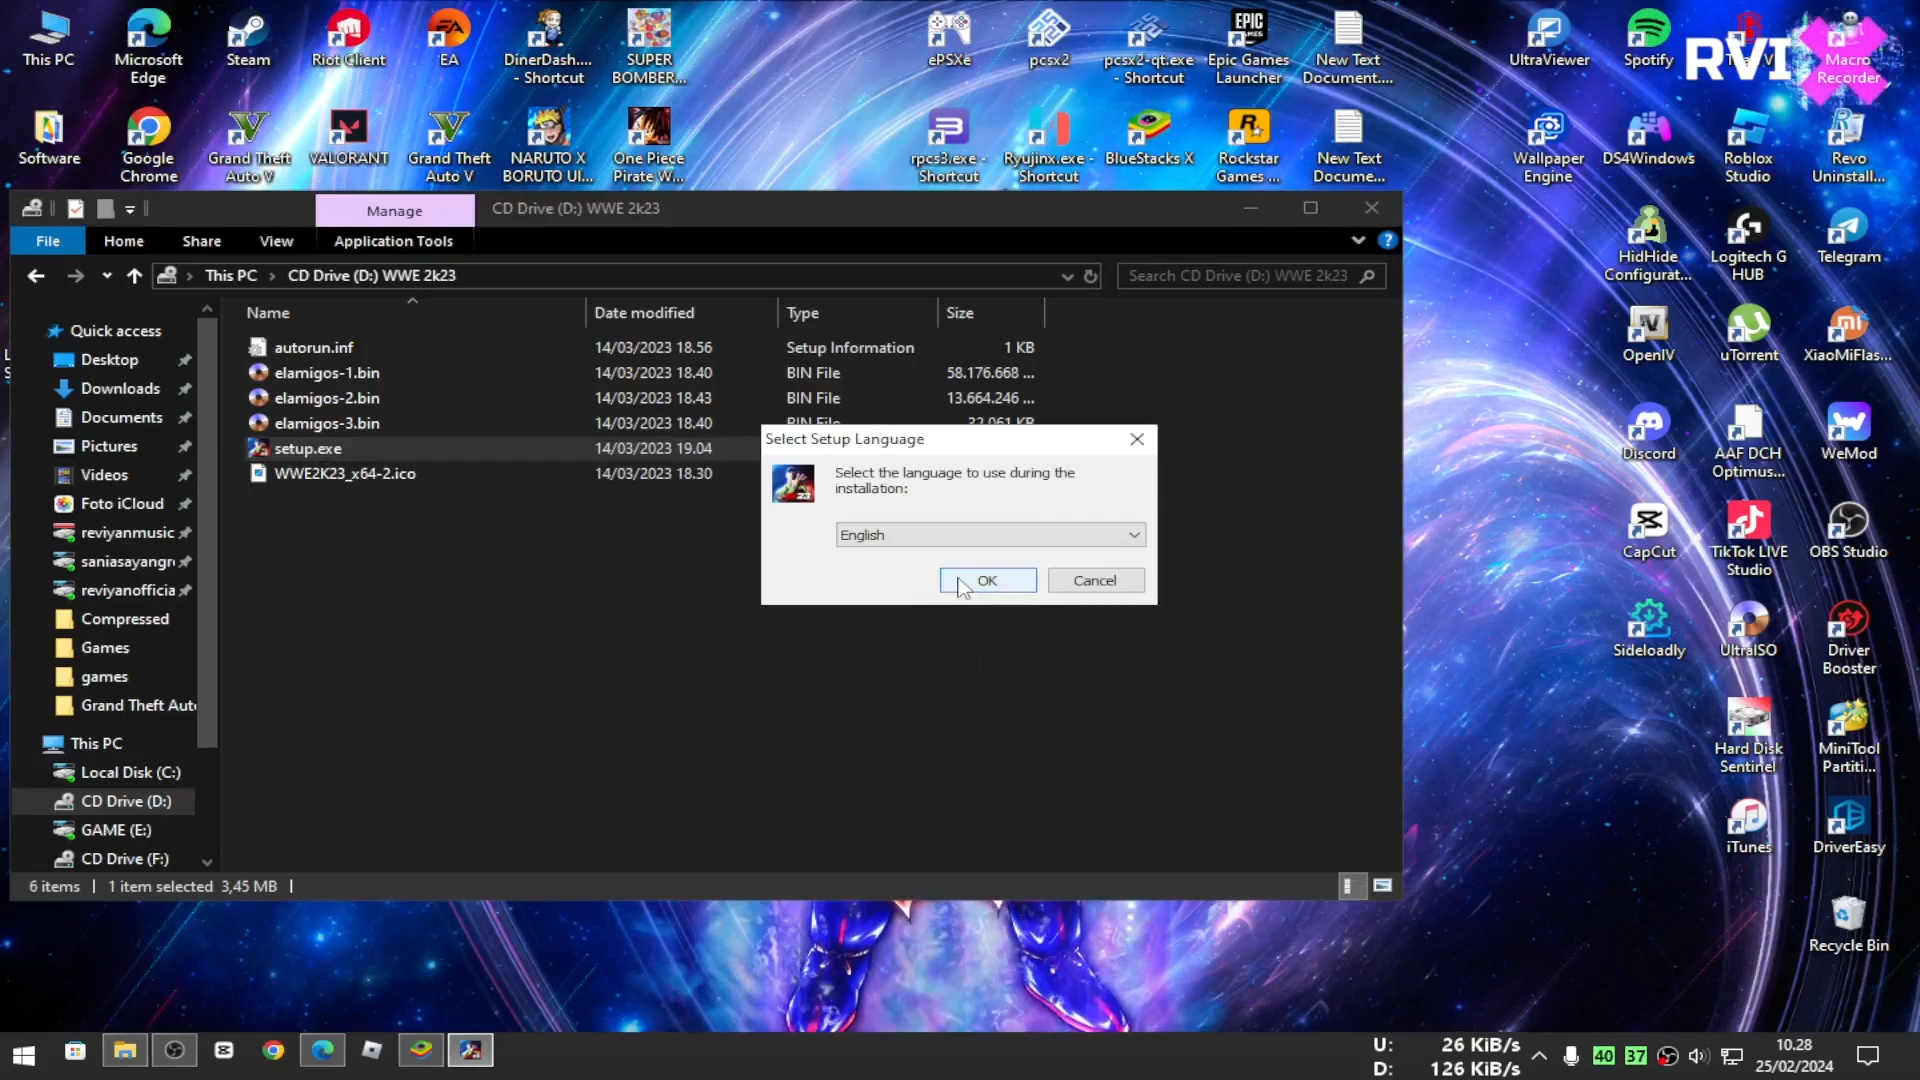 This PC
Microsoft
Edge
Steam
Riot Client
EA
DinerDash....
- Shortcut
SUPER
BOMBER...
ePSXe
pcsx2
pcsx2-qt.exe
- Shortcut
Epic Games
Launcher
New Text
Document....
UltraViewer
Spotify
RVI
Macro
Recorder
Software
Google
Chrome
Grand Theft
Auto V
VALORANT
Grand Theft
Auto V
NARUTO X
BORUTO Ul...
One Piece
Pirate W...
rpcs3.exe -
Shortcut
Ryujinx.exe -
Shortcut
BlueStacks X
Rockstar
Games ...
New Text
Docume...
Wallpaper
Engine
DS4Windows
Roblox
Studio
Revo
Uninstall...
Manage
CD Drive (D:) WWE 2k23
File
Home
Share
View
Application Tools
This PC
CD Drive (D:) WWE 2k23
Search CD Drive (D:) WWE 2k23
Name
Date modified
Type
Size
autorun.inf 14/03/2023 18.56 Setup Information 1 KB
elamigos-1.bin 14/03/2023 18.40 BIN File 58.176.668 ...
elamigos-2.bin 14/03/2023 18.43 BIN File 13.664.246 ...
elamigos-3.bin 14/03/2023 18.40 BIN File 32.061 KB
setup.exe 14/03/2023 19.04
WWE2K23_x64-2.ico 14/03/2023 18.30
Quick access
Desktop
Downloads
Documents
Pictures
Videos
Foto iCloud
reviyanmusic
saniasayangr
reviyanofficia
Compressed
Games
games
Grand Theft Aut
This PC
Local Disk (C:)
CD Drive (D:)
GAME (E:)
CD Drive (F:)
6 items
1 item selected 3,45 MB
Select Setup Language
Select the language to use during the
installation:
English
OK
Cancel
HidHide
Configurat...
Logitech G
HUB
Telegram
OpenIV
uTorrent
XiaoMiFlas...
Discord
AAF DCH
Optimus...
WeMod
CapCut
TikTok LIVE
Studio
OBS Studio
Sideloadly
UltraISO
Driver
Booster
Hard Disk
Sentinel
MiniTool
Partiti...
iTunes
DriverEasy
Recycle Bin
U: 26 KiB/s
D: 126 KiB/s
40
37
10.28
25/02/2024